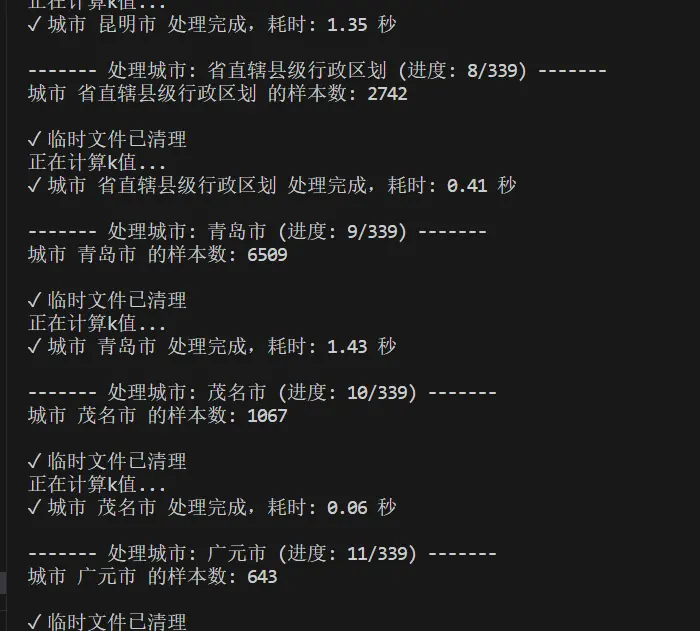 正在计算k值...
✓ 城市 昆明市 处理完成，耗时: 1.35 秒
------- 处理城市: 省直辖县级行政区划 (进度: 8/339) -------
城市 省直辖县级行政区划 的样本数: 2742
✓ 临时文件已清理
正在计算k值...
✓ 城市 省直辖县级行政区划 处理完成，耗时: 0.41 秒
------- 处理城市: 青岛市 (进度: 9/339) -------
城市 青岛市 的样本数: 6509
✓ 临时文件已清理
正在计算k值...
✓ 城市 青岛市 处理完成，耗时: 1.43 秒
------- 处理城市: 茂名市 (进度: 10/339) -------
城市 茂名市 的样本数: 1067
✓ 临时文件已清理
正在计算k值...
✓ 城市 茂名市 处理完成，耗时: 0.06 秒
------- 处理城市: 广元市 (进度: 11/339) -------
城市 广元市 的样本数: 643
✓ 临时文件已清理